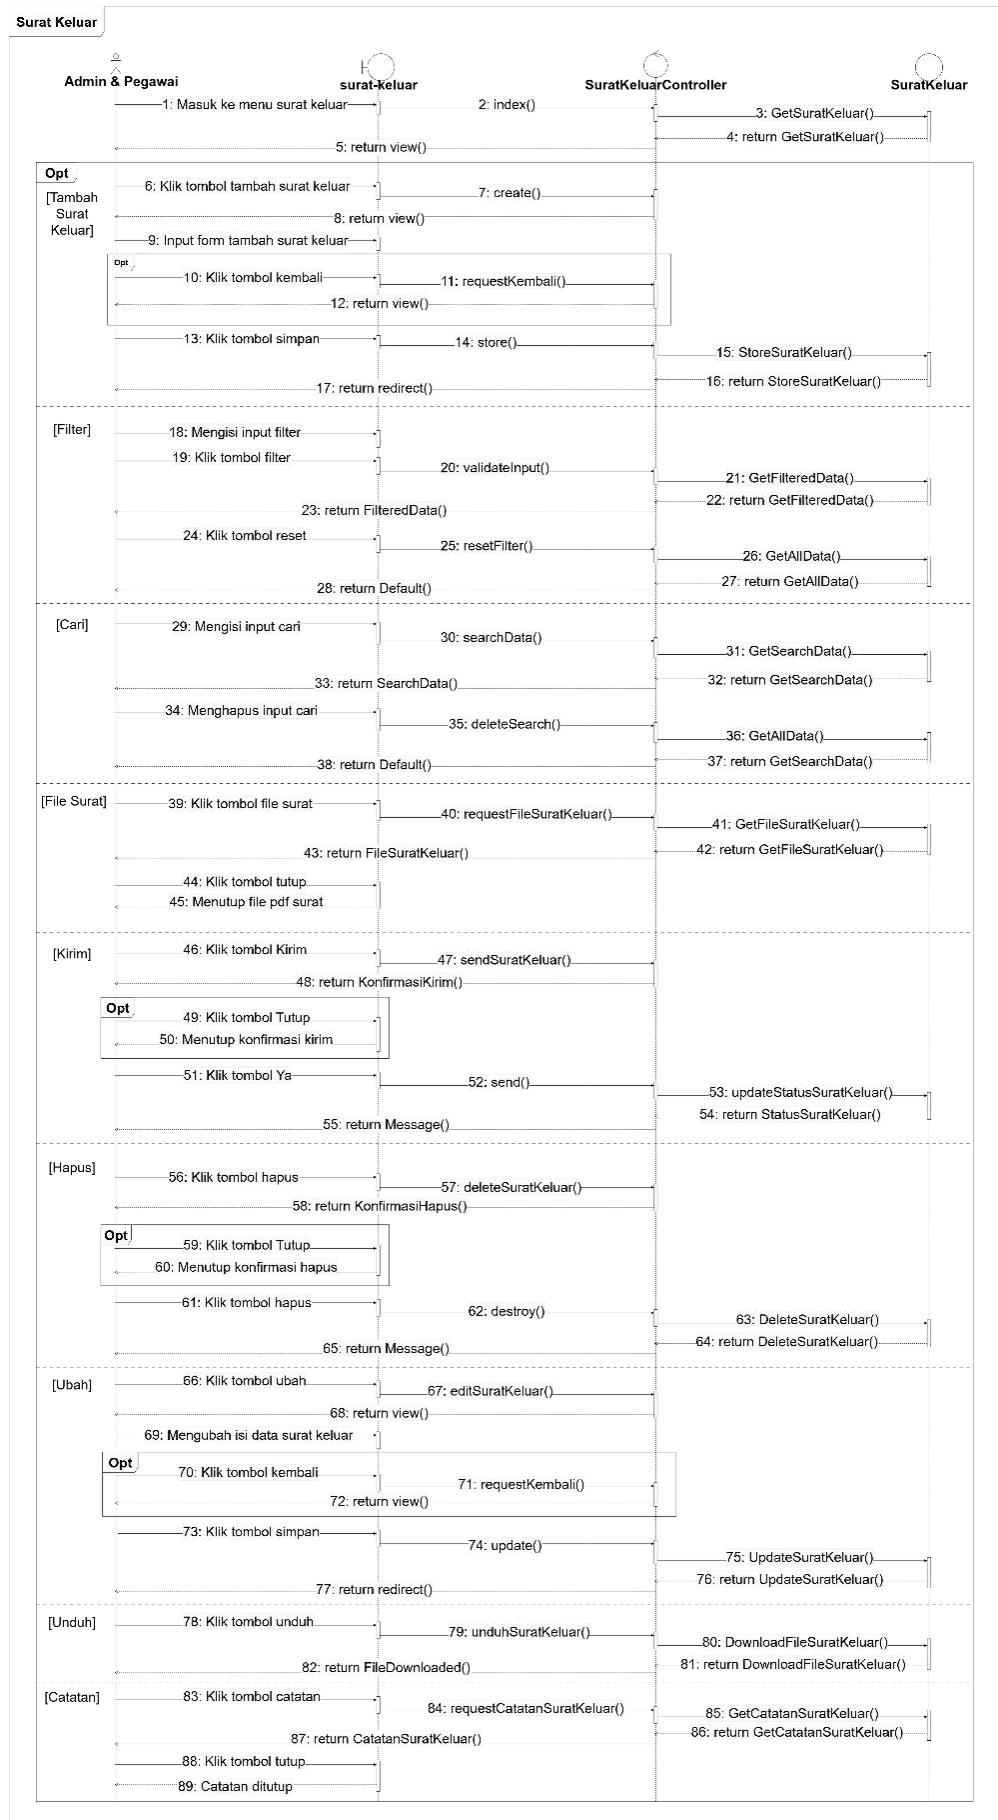 Surat Keluar
Admin & Pegawai
surat-keluar
SuratKeluarController
SuratKeluar
1: Masuk ke menu surat keluar
2: index()
3: GetSuratKeluar()
4: return GetSuratKeluar()
5: return view()
Opt
[Tambah
Surat
Keluar]
6: Klik tombol tambah surat keluar
7: create()
8: return view()
9: Input form tambah surat keluar
Opt
10: Klik tombol kembali
11: requestKembali()
12: return view()
13: Klik tombol simpan
14: store()
15: StoreSuratKeluar()
16: return StoreSuratKeluar()
17: return redirect()
[Filter]
18: Mengisi input filter
19: Klik tombol filter
20: validateInput()
21: GetFilteredData()
22: return GetFilteredData()
23: return FilteredData()
24: Klik tombol reset
25: resetFilter()
26: GetAllData()
27: return GetAllData()
28: return Default()
[Cari]
29: Mengisi input cari
30: searchData()
31: GetSearchData()
32: return GetSearchData()
33: return SearchData()
34: Menghapus input cari
35: deleteSearch()
36: GetAllData()
37: return GetSearchData()
38: return Default()
[File Surat]
39: Klik tombol file surat
40: requestFileSuratKeluar()
41: GetFileSuratKeluar()
42: return GetFileSuratKeluar()
43: return FileSuratKeluar()
44: Klik tombol tutup
45: Menutup file pdf surat
[Kirim]
46: Klik tombol Kirim
47: sendSuratKeluar()
48: return KonfirmasiKirim()
Opt
49: Klik tombol Tutup
50: Menutup konfirmasi kirim
51: Klik tombol Ya
52: send()
53: updateStatusSuratKeluar()
54: return StatusSuratKeluar()
55: return Message()
[Hapus]
56: Klik tombol hapus
57: deleteSuratKeluar()
58: return KonfirmasiHapus()
Opt
59: Klik tombol Tutup
60: Menutup konfirmasi hapus
61: Klik tombol hapus
62: destroy()
63: DeleteSuratKeluar()
64: return DeleteSuratKeluar()
65: return Message()
[Ubah]
66: Klik tombol ubah
67: editSuratKeluar()
68: return view()
69: Mengubah isi data surat keluar
Opt
70: Klik tombol kembali
71: requestKembali()
72: return view()
73: Klik tombol simpan
74: update()
75: UpdateSuratKeluar()
76: return UpdateSuratKeluar()
77: return redirect()
[Unduh]
78: Klik tombol unduh
79: unduhSuratKeluar()
80: DownloadFileSuratKeluar()
81: return DownloadFileSuratKeluar()
82: return FileDownloaded()
[Catatan]
83: Klik tombol catatan
84: requestCatatanSuratKeluar()
85: GetCatatanSuratKeluar()
86: return GetCatatanSuratKeluar()
87: return CatatanSuratKeluar()
88: Klik tombol tutup
89: Catatan ditutup